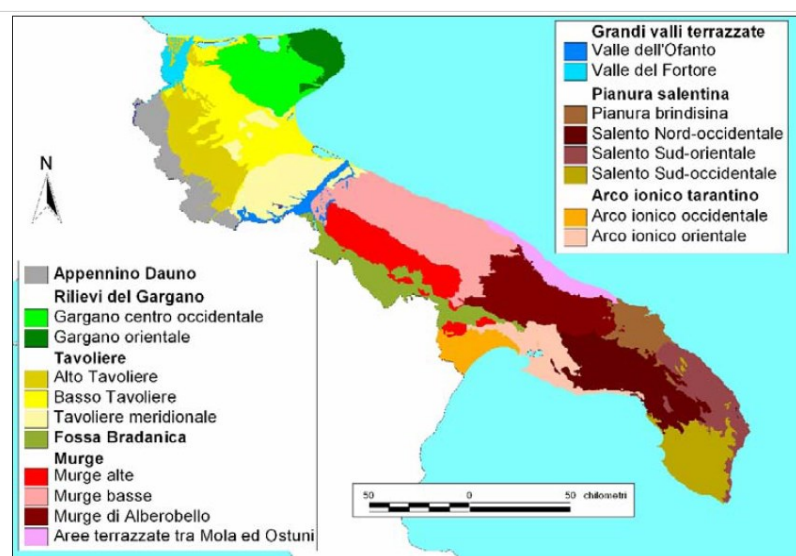 Grandi valli terrazzate
Valle dell'Ofanto
Valle del Fortore
Pianura salentina
Pianura brindisina
Salento Nord-occidentale
Salento Sud-orientale
Salento Sud-occidentale
Arco ionico tarantino
Arco ionico occidentale
Arco ionico orientale
N
Appennino Dauno
Rilievi del Gargano
Gargano centro occidentale
Gargano orientale
Tavoliere
Alto Tavoliere
Basso Tavoliere
Tavoliere meridionale
Fossa Bradanica
Murge
Murge alte
Murge basse
Murge di Alberobello
Aree terrazzate tra Mola ed Ostuni
50 0 50 chilometri